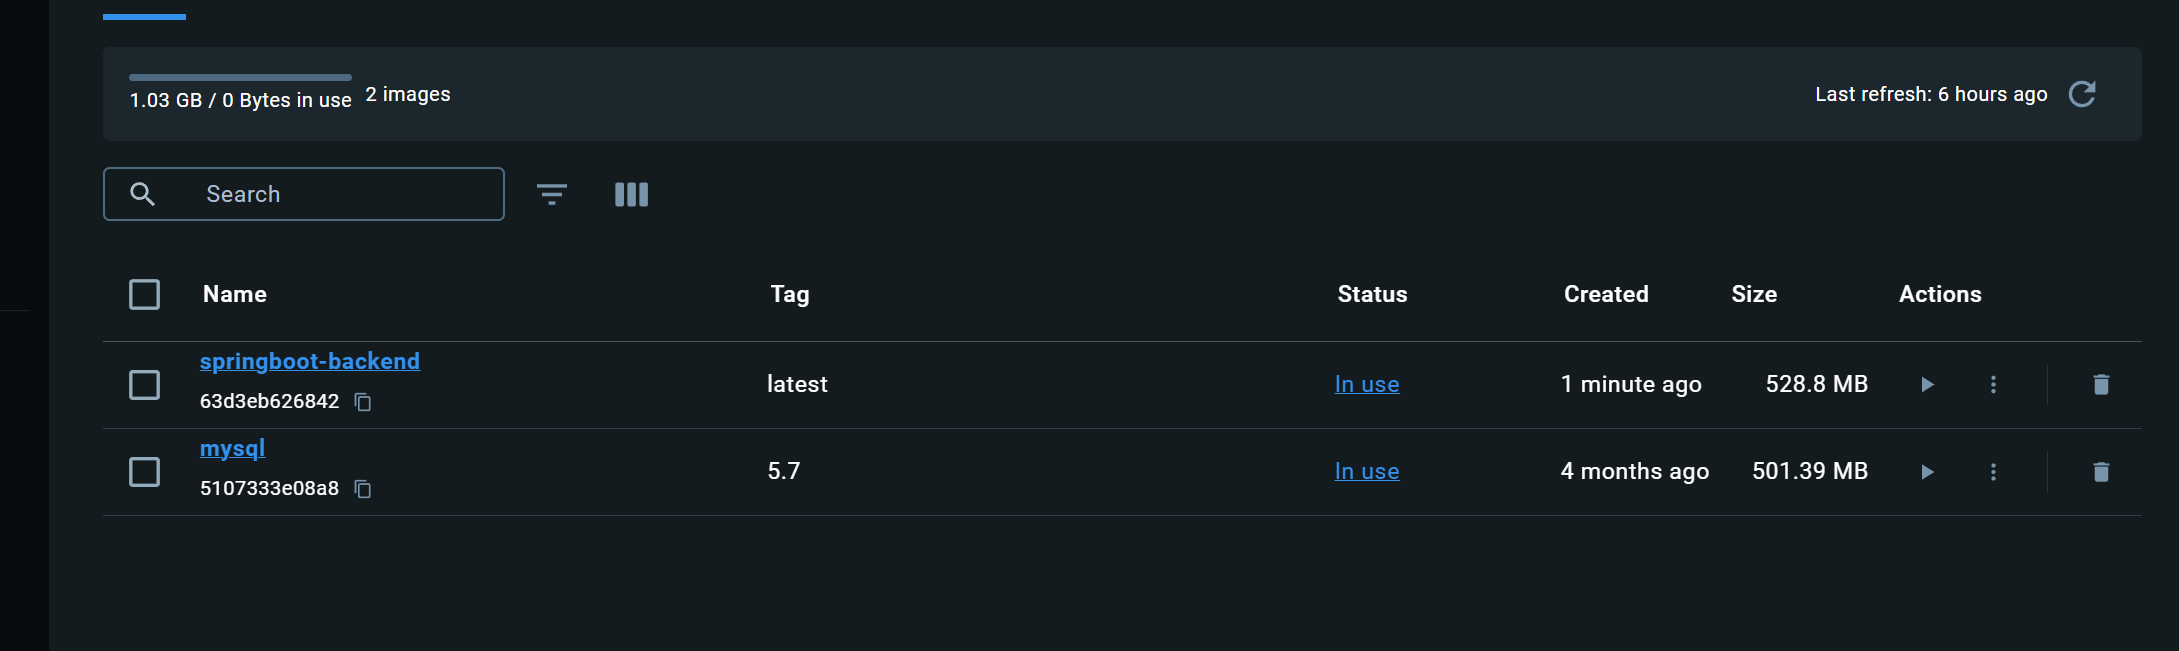 1.03 GB / 0 Bytes in use 2 images Last refresh: 6 hours ago
Search
Name Tag Status Created Size Actions
springboot-backend
63d3eb626842
latest In use 1 minute ago 528.8 MB
mysql
5107333e08a8
5.7 In use 4 months ago 501.39 MB